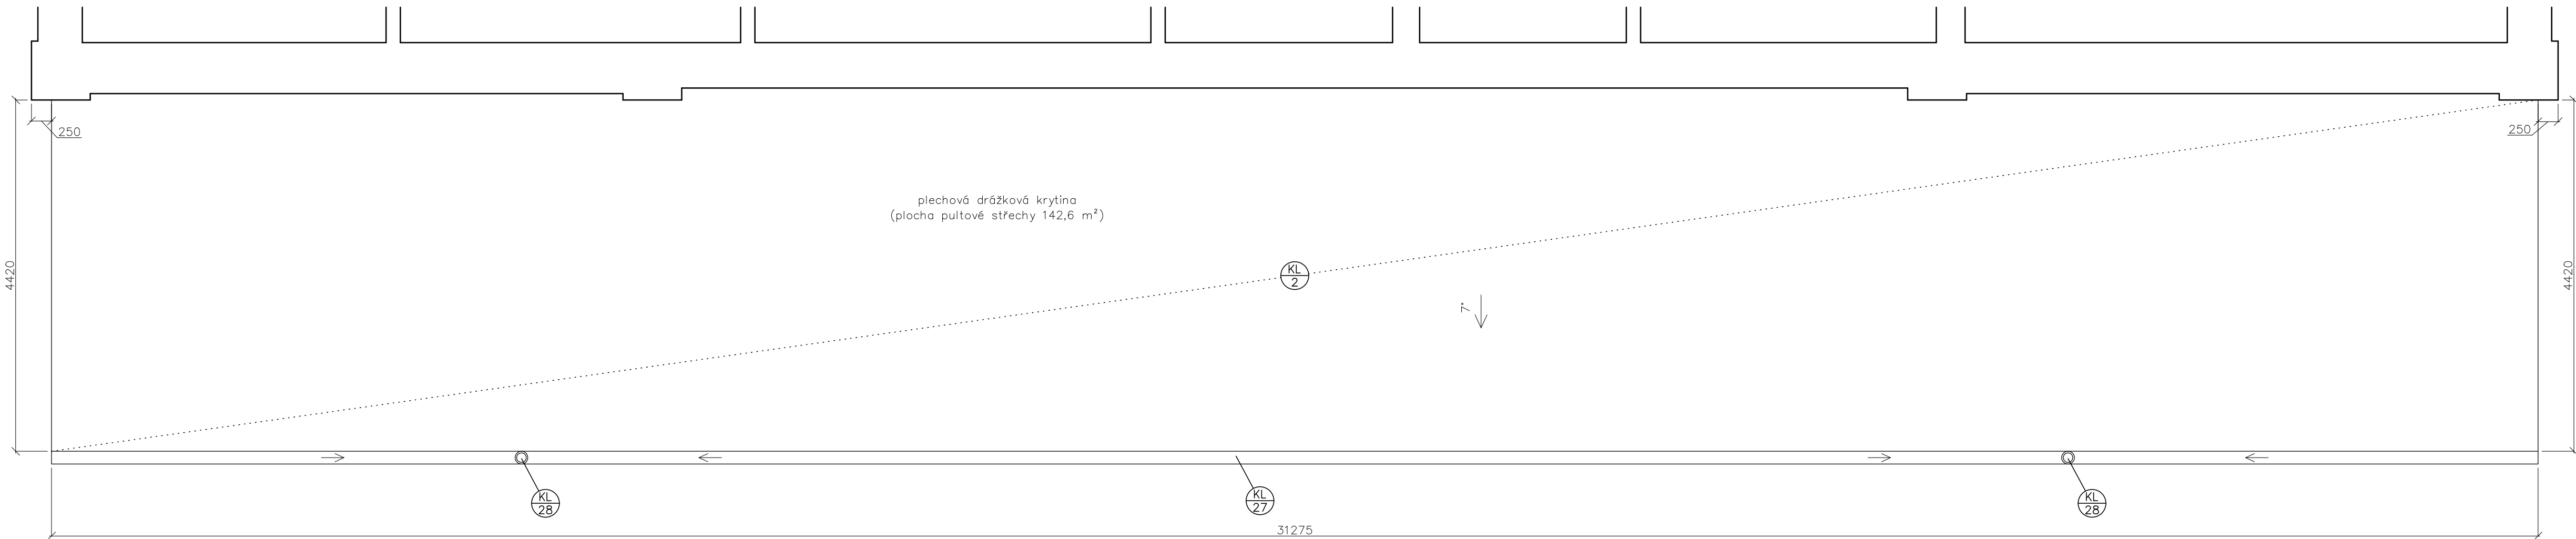 250
250
plechová drážková krytina
(plocha pultové střechy 142,6 m²)
4420
KL
2
7°
4420
KL
28
KL
27
KL
28
31275